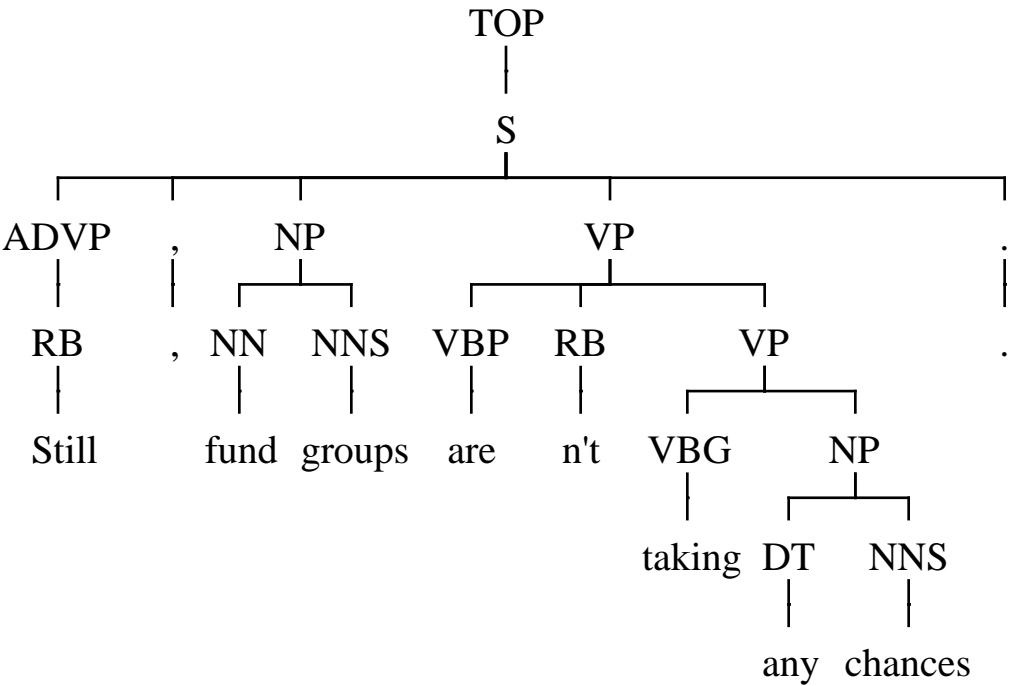 TOP
S
ADVP , NP VP .
RB , NN NNS VBP RB VP .
Still fund groups are n't VBG NP
taking DT NNS
any chances